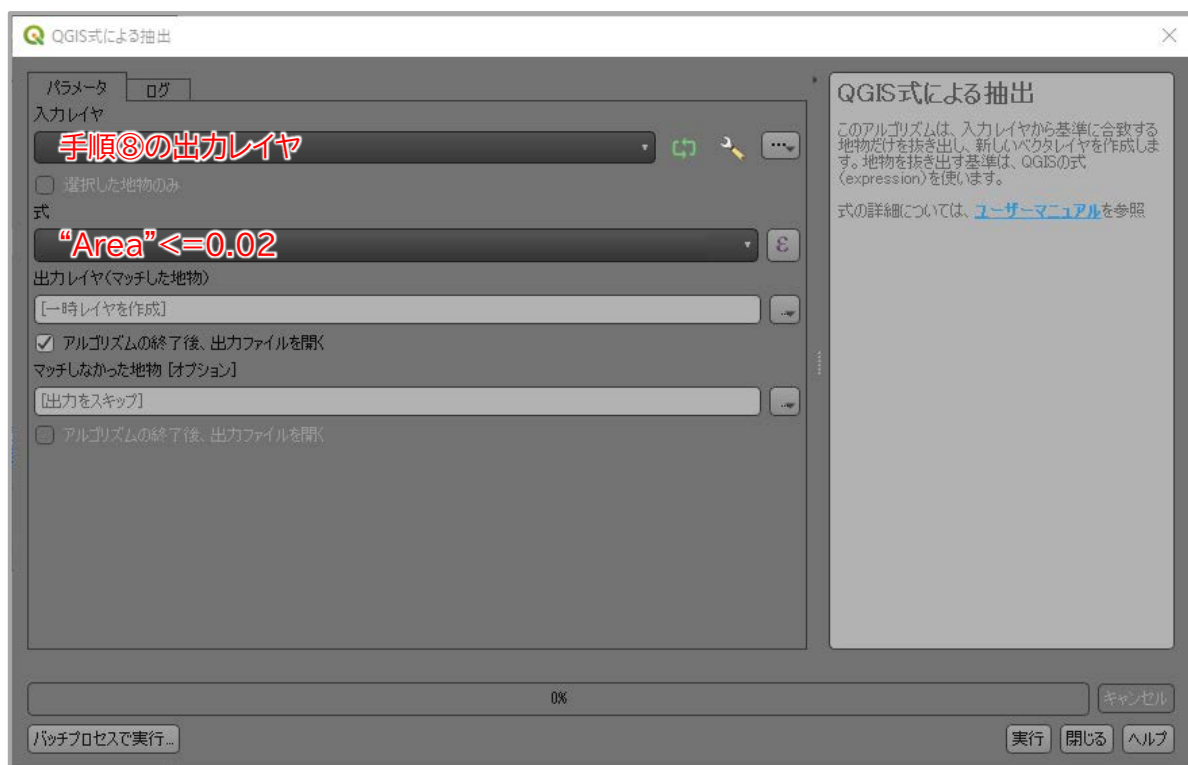 QGIS式による抽出
パラメータ
ログ
入力レイヤ
手順⑧の出力レイヤ
選択した地物のみ
式
“Area”<=0.02
ε
出力レイヤ(マッチした地物)
[一時レイヤを作成]
アルゴリズムの終了後、出力ファイルを開く
マッチしなかった地物 [オプション]
[出力をスキップ]
アルゴリズムの終了後、出力ファイルを開く
QGIS式による抽出
このアルゴリズムは、入力レイヤから基準に合致する
地物だけを抜き出し、新しいベクタレイヤを作成しま
す。地物を抜き出す基準は、QGISの式
(expression)を使います。
式の詳細については、ユーザーマニュアルを参照
0%
キャンセル
バッチプロセスで実行...
実行
閉じる
ヘルプ